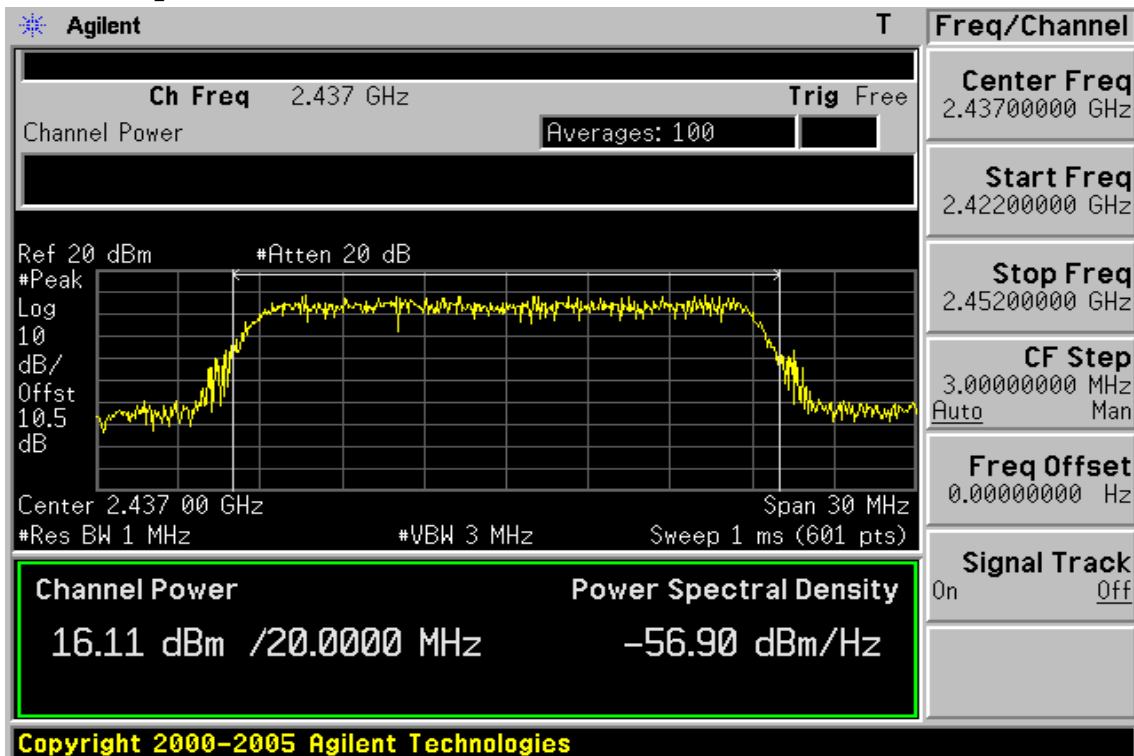 Agilent T Freq/Channel
Ch Freq 2.437 GHz Trig Free
Channel Power Averages: 100
Center Freq
2.43700000 GHz
Start Freq
2.42200000 GHz
Stop Freq
2.45200000 GHz
CF Step
3.00000000 MHz
Auto Man
Freq Offset
0.00000000 Hz
Signal Track
On Off
Ref 20 dBm #Atten 20 dB
#Peak
Log
10
dB/
Offst
10.5
dB
Center 2.437 00 GHz Span 30 MHz
#Res BW 1 MHz #VBW 3 MHz Sweep 1 ms (601 pts)
Channel Power Power Spectral Density
16.11 dBm /20.0000 MHz -56.90 dBm/Hz
Copyright 2000-2005 Agilent Technologies